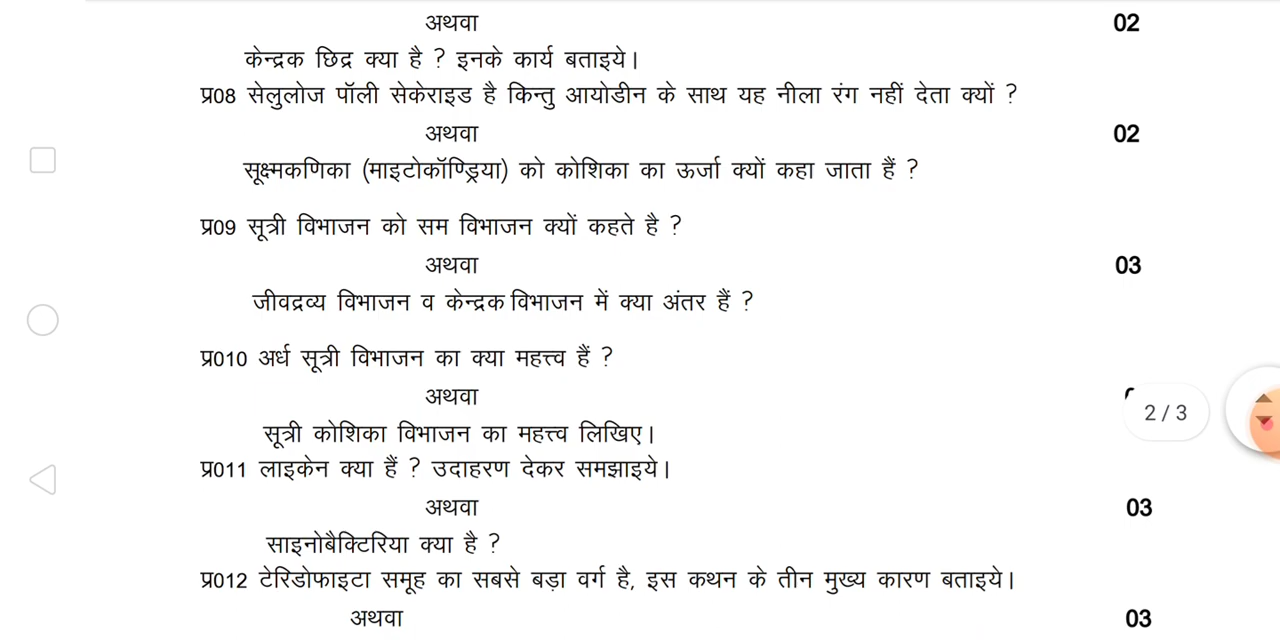 अथवा 02
केन्द्रक छिद्र क्या है ? इनके कार्य बताइये।
प्र08 सेलुलोज पॉली सेकेराइड है किन्तु आयोडीन के साथ यह नीला रंग नहीं देता क्यों ?
अथवा 02
सूक्ष्मकणिका (माइटोकॉण्ड्रिया) को कोशिका का ऊर्जा क्यों कहा जाता हैं ?
प्र09 सूत्री विभाजन को सम विभाजन क्यों कहते है ?
अथवा 03
जीवद्रव्य विभाजन व केन्द्रक विभाजन में क्या अंतर हैं ?
प्र010 अर्ध सूत्री विभाजन का क्या महत्त्व हैं ?
अथवा
2 / 3
सूत्री कोशिका विभाजन का महत्त्व लिखिए।
प्र011 लाइकेन क्या हैं ? उदाहरण देकर समझाइये।
अथवा 03
साइनोबैक्टिरिया क्या है ?
प्र012 टेरिडोफाइटा समूह का सबसे बड़ा वर्ग है, इस कथन के तीन मुख्य कारण बताइये।
अथवा 03